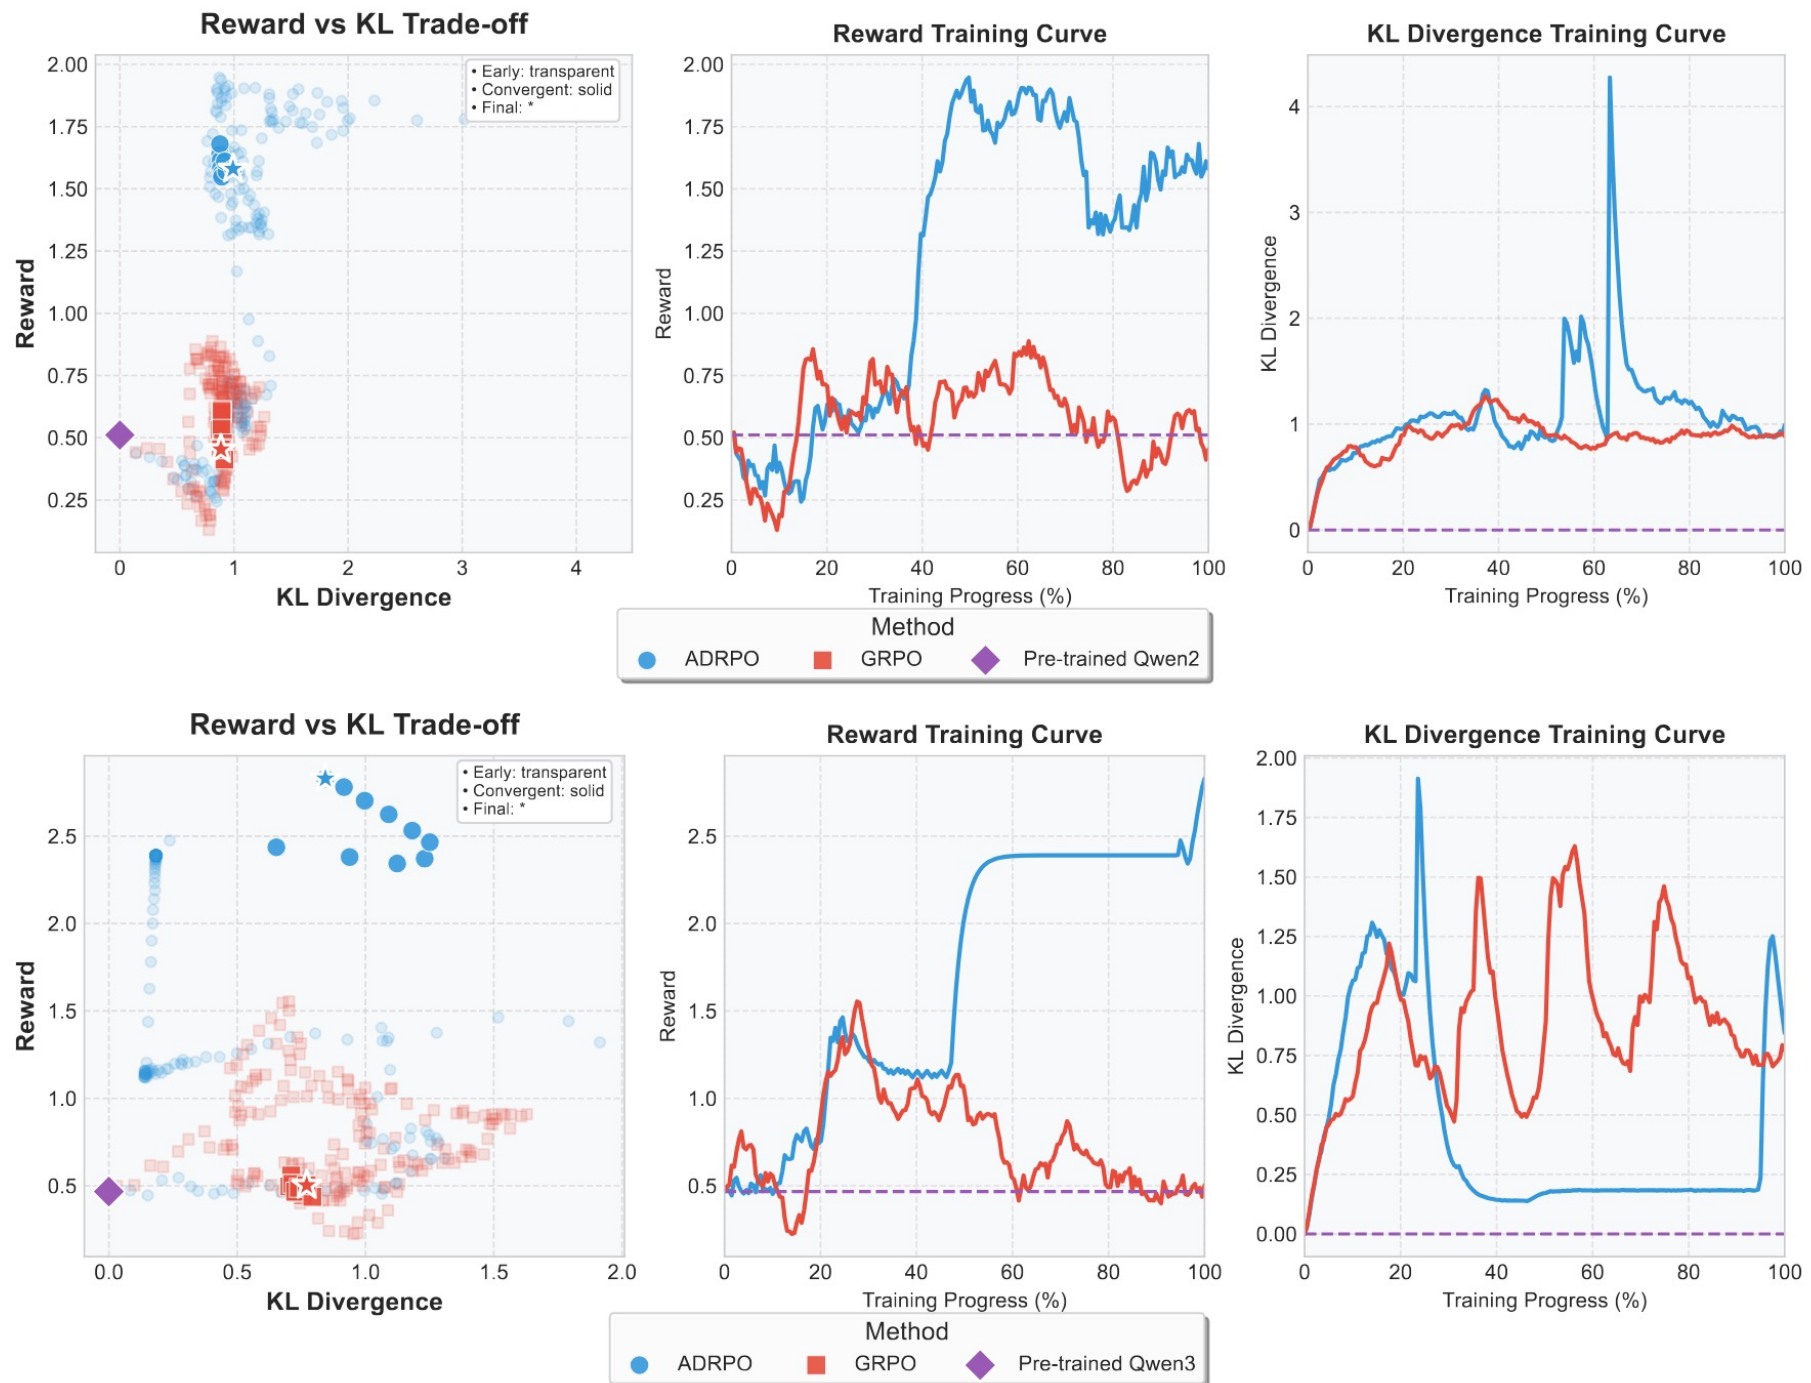 Reward vs KL Trade-off
• Early: transparent
• Convergent: solid
• Final: *
2.00
1.75
1.50
1.25
1.00
0.75
0.50
0.25
Reward
0 1 2 3 4
KL Divergence
Reward Training Curve
2.00
1.75
1.50
1.25
1.00
0.75
0.50
0.25
Reward
0 20 40 60 80 100
Training Progress (%)
KL Divergence Training Curve
4
3
2
1
0
KL Divergence
0 20 40 60 80 100
Training Progress (%)
Method
ADRPO GRPO Pre-trained Qwen2
Reward vs KL Trade-off
• Early: transparent
• Convergent: solid
• Final: *
2.5
2.0
1.5
1.0
0.5
Reward
0.0 0.5 1.0 1.5 2.0
KL Divergence
Reward Training Curve
2.5
2.0
1.5
1.0
0.5
Reward
0 20 40 60 80 100
Training Progress (%)
KL Divergence Training Curve
2.00
1.75
1.50
1.25
1.00
0.75
0.50
0.25
0.00
KL Divergence
0 20 40 60 80 100
Training Progress (%)
Method
ADRPO GRPO Pre-trained Qwen3